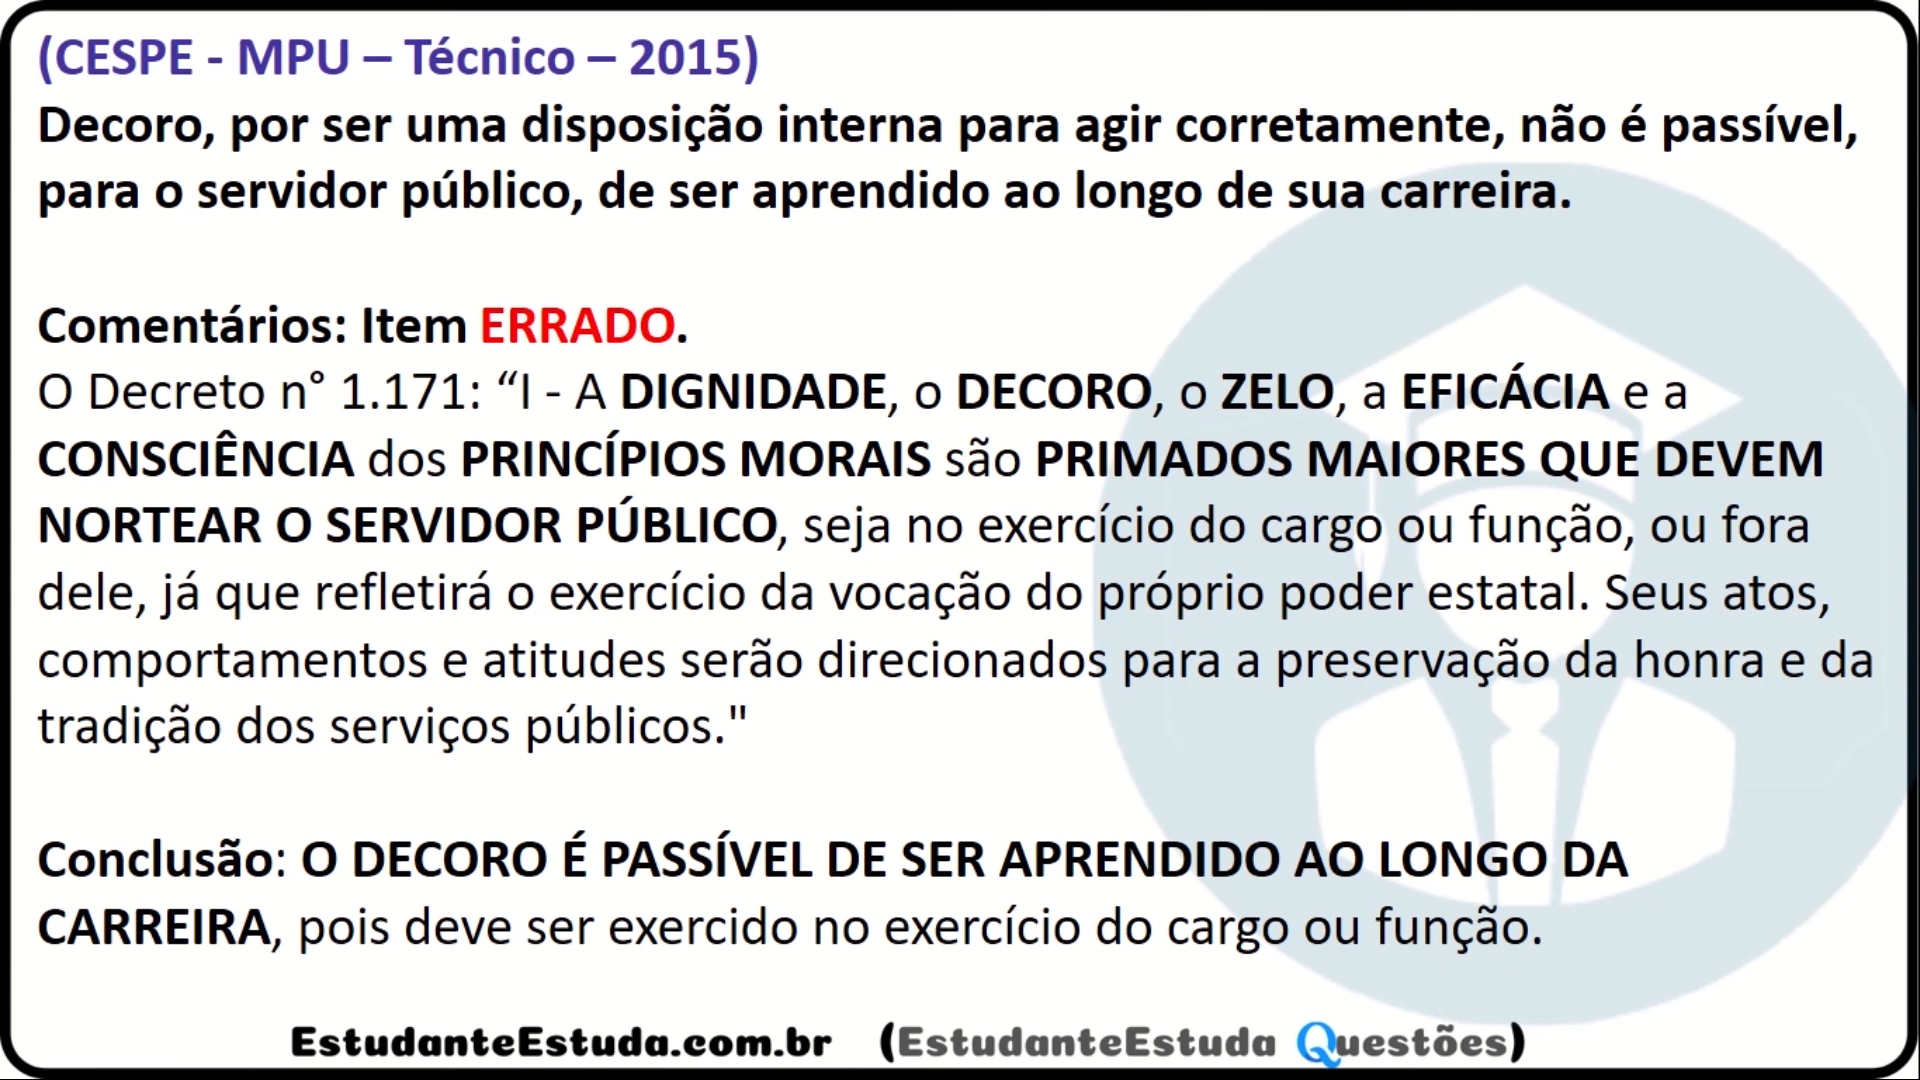 (CESPE - MPU – Técnico – 2015)
Decoro, por ser uma disposição interna para agir corretamente, não é passível,
para o servidor público, de ser aprendido ao longo de sua carreira.
Comentários: Item ERRADO.
O Decreto n° 1.171: “I - A DIGNIDADE, o DECORO, o ZELO, a EFICÁCIA e a
CONSCIÊNCIA dos PRINCÍPIOS MORAIS são PRIMADOS MAIORES QUE DEVEM
NORTEAR O SERVIDOR PÚBLICO, seja no exercício do cargo ou função, ou fora
dele, já que refletirá o exercício da vocação do próprio poder estatal. Seus atos,
comportamentos e atitudes serão direcionados para a preservação da honra e da
tradição dos serviços públicos."
Conclusão: O DECORO É PASSÍVEL DE SER APRENDIDO AO LONGO DA
CARREIRA, pois deve ser exercido no exercício do cargo ou função.
EstudanteEstuda.com.br (EstudanteEstuda Questões)